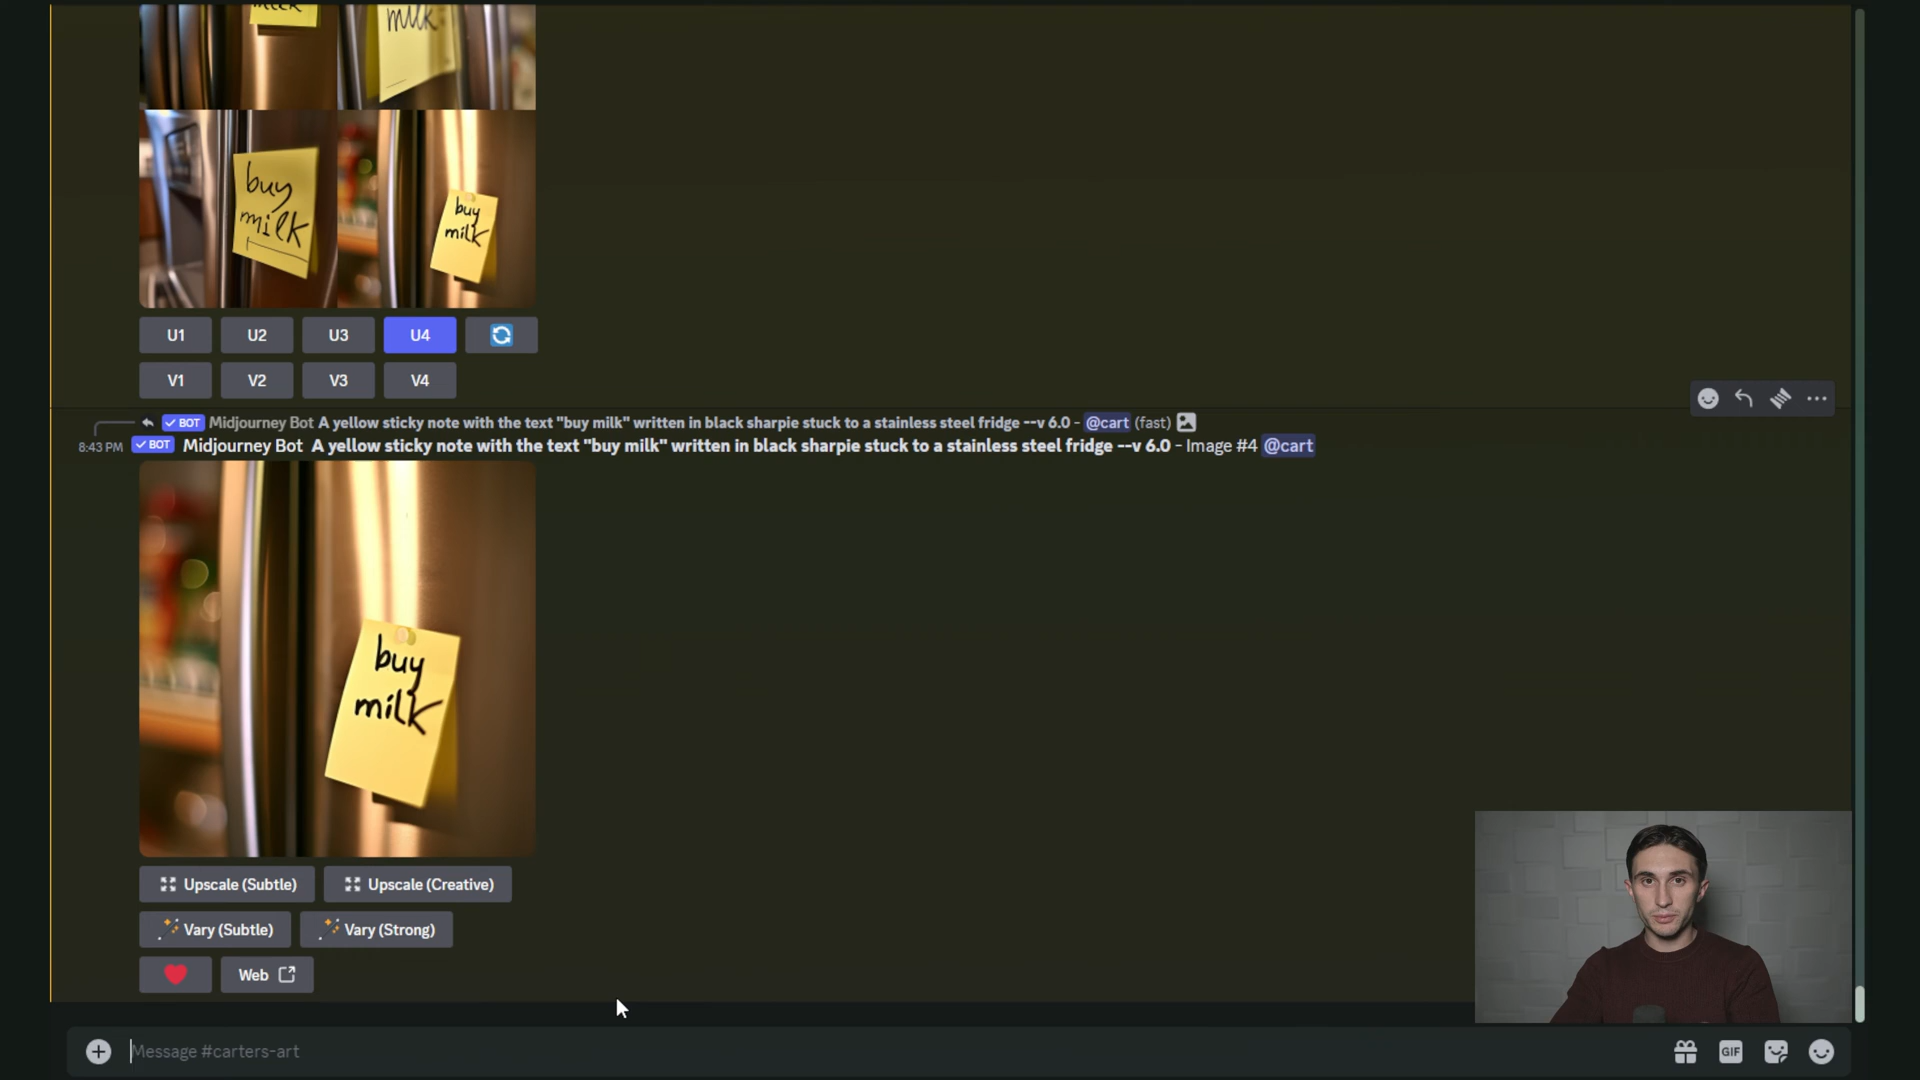 milk
buy
milk
buy
milk
U1 U2 U3 U4
V1 V2 V3 V4
BOT Midjourney Bot A yellow sticky note with the text "buy milk" written in black sharpie stuck to a stainless steel fridge --v 6.0 - @cart (fast)
8:43 PM BOT Midjourney Bot A yellow sticky note with the text "buy milk" written in black sharpie stuck to a stainless steel fridge --v 6.0 - Image #4 @cart
buy
milk
Upscale (Subtle) Upscale (Creative)
Vary (Subtle) Vary (Strong)
Web
Message #carters-art GIF